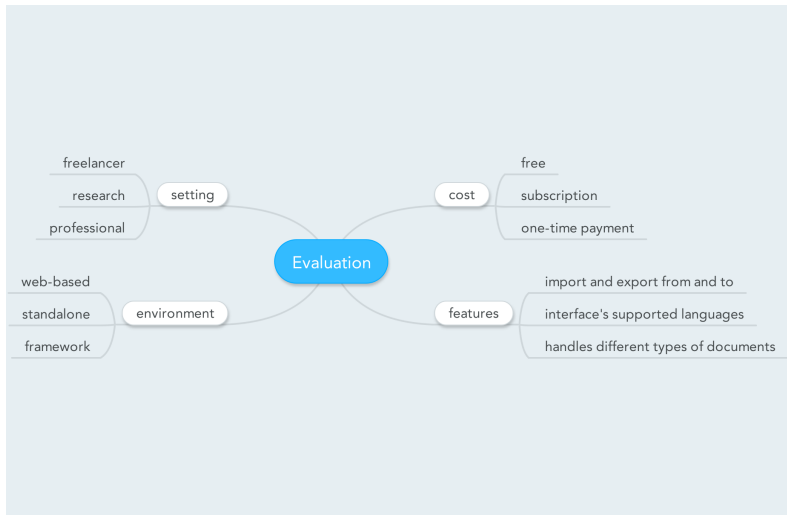 freelancer
research
professional
setting
web-based
standalone
framework
environment
Evaluation
cost
free
subscription
one-time payment
features
import and export from and to
interface's supported languages
handles different types of documents